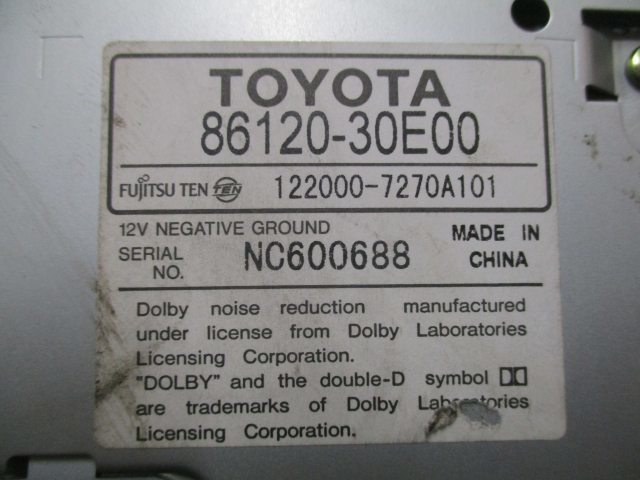 TOYOTA
86120-30E00
FUJITSU TEN TEN 122000-7270A101
12V NEGATIVE GROUND
SERIAL NO. NC600688
MADE IN CHINA
Dolby noise reduction manufactured
under license from Dolby Laboratories
Licensing Corporation.
"DOLBY" and the double-D symbol
are trademarks of Dolby Laboratories
Licensing Corporation.